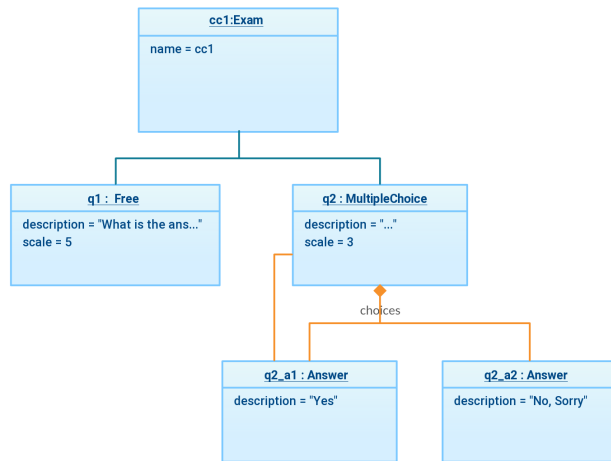 cc1:Exam
name = cc1
q1 : Free
description = "What is the ans..."
scale = 5
q2 : MultipleChoice
description = "..."
scale = 3
choices
q2_a1 : Answer
description = "Yes"
q2_a2 : Answer
description = "No, Sorry"